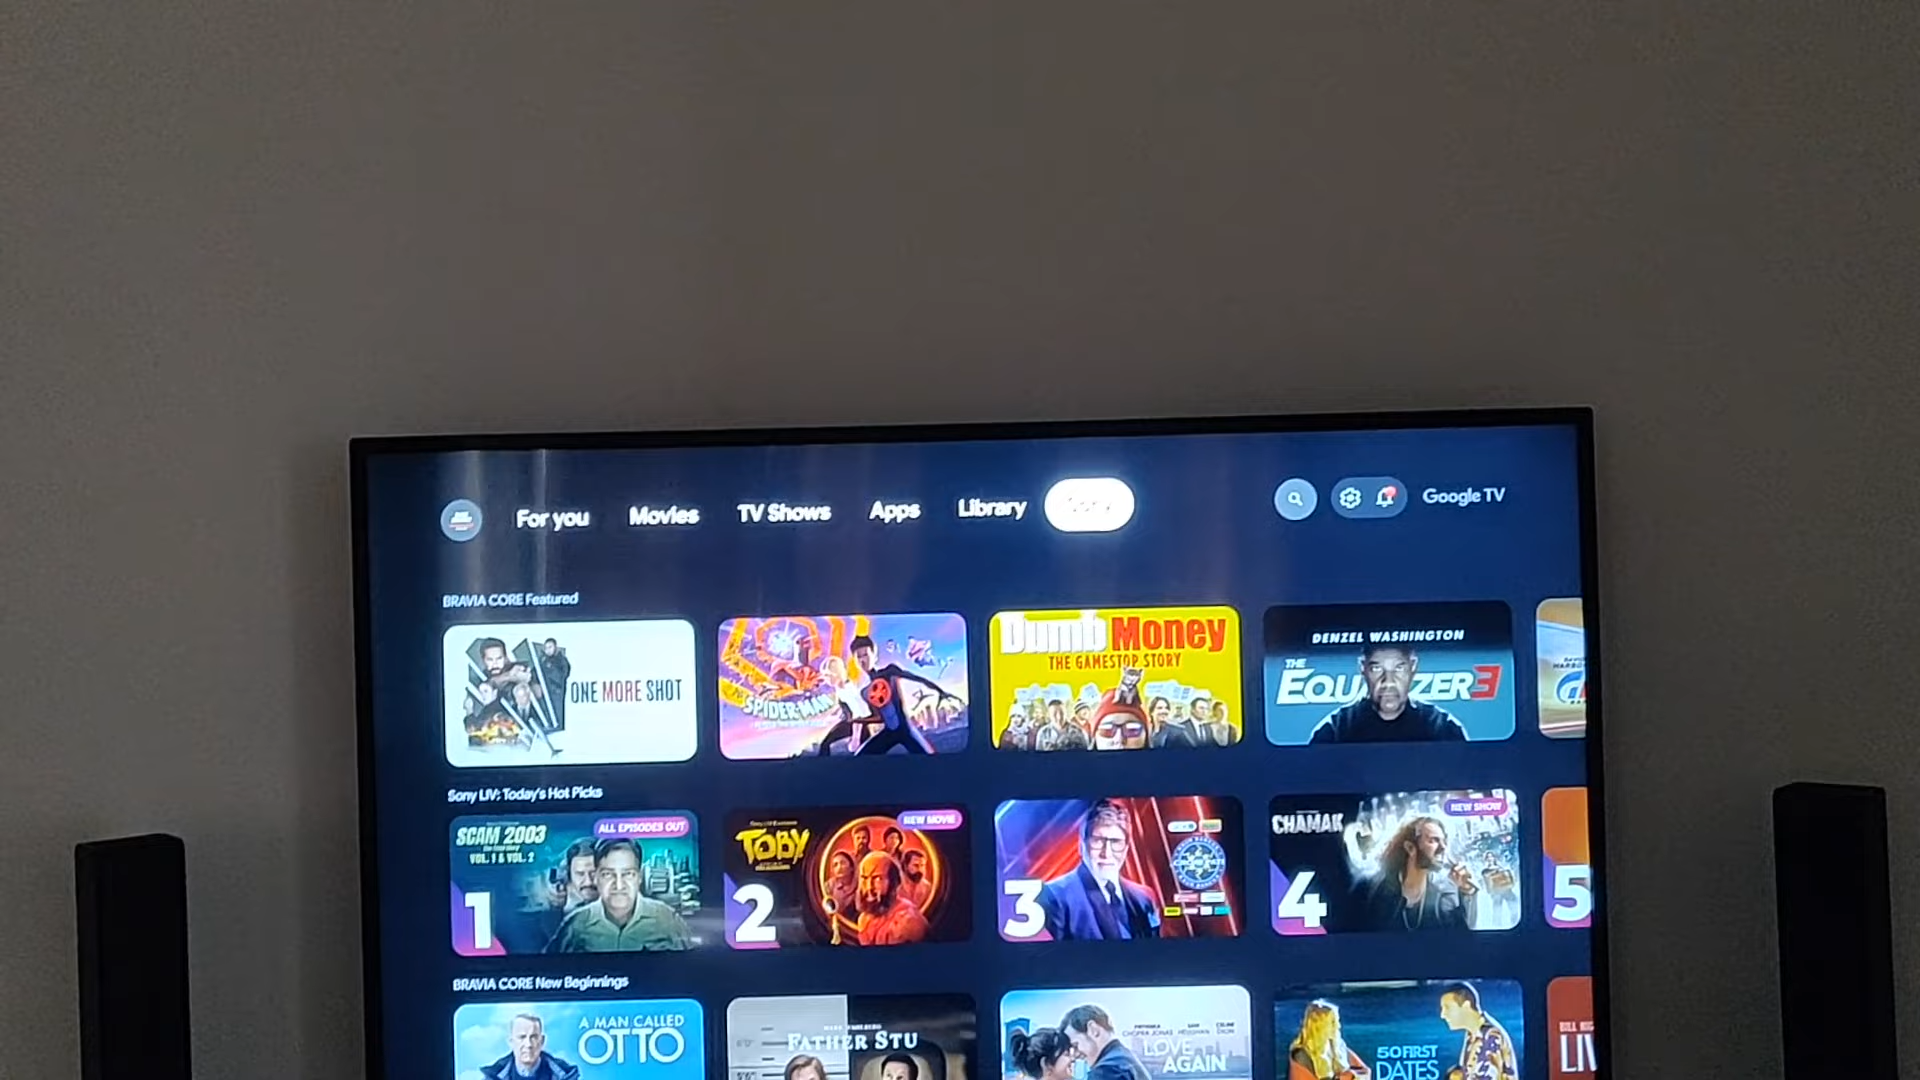 For you Movies TV Shows Apps Library Sony
Google TV
BRAVIA CORE Featured
ONE MORE SHOT
SPIDER-MAN
Dumb Money
THE GAMESTOP STORY
DENZEL WASHINGTON
THE
EQUALIZER 3
Sony LIV: Today's Hot Picks
SCAM 2003
VOL. 1 & VOL. 2
ALL EPISODES OUT
1
TOBY
NEW MOVIE
2
3
CHAMAK
NEW SHOW
4
5
BRAVIA CORE New Beginnings
A MAN CALLED
OTTO
FATHER STU
LOVE
AGAIN
50 FIRST
DATES